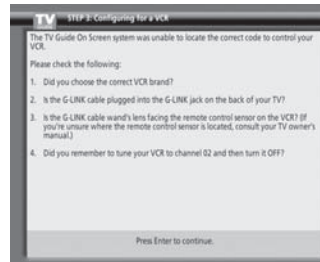 TV STEP 3: Configuring for a VCR
The TV Guide On Screen system was unable to locate the correct code to control your
VCR.
Please check the following:
1. Did you choose the correct VCR brand?
2. Is the G-LINK cable plugged into the G-LINK jack on the back of your TV?
3. Is the G-LINK cable wand's lens facing the remote control sensor on the VCR? (If
you're unsure where the remote control sensor is located, consult your TV owner's
manual.)
4. Did you remember to tune your VCR to channel 02 and then turn it OFF?
Press Enter to continue.